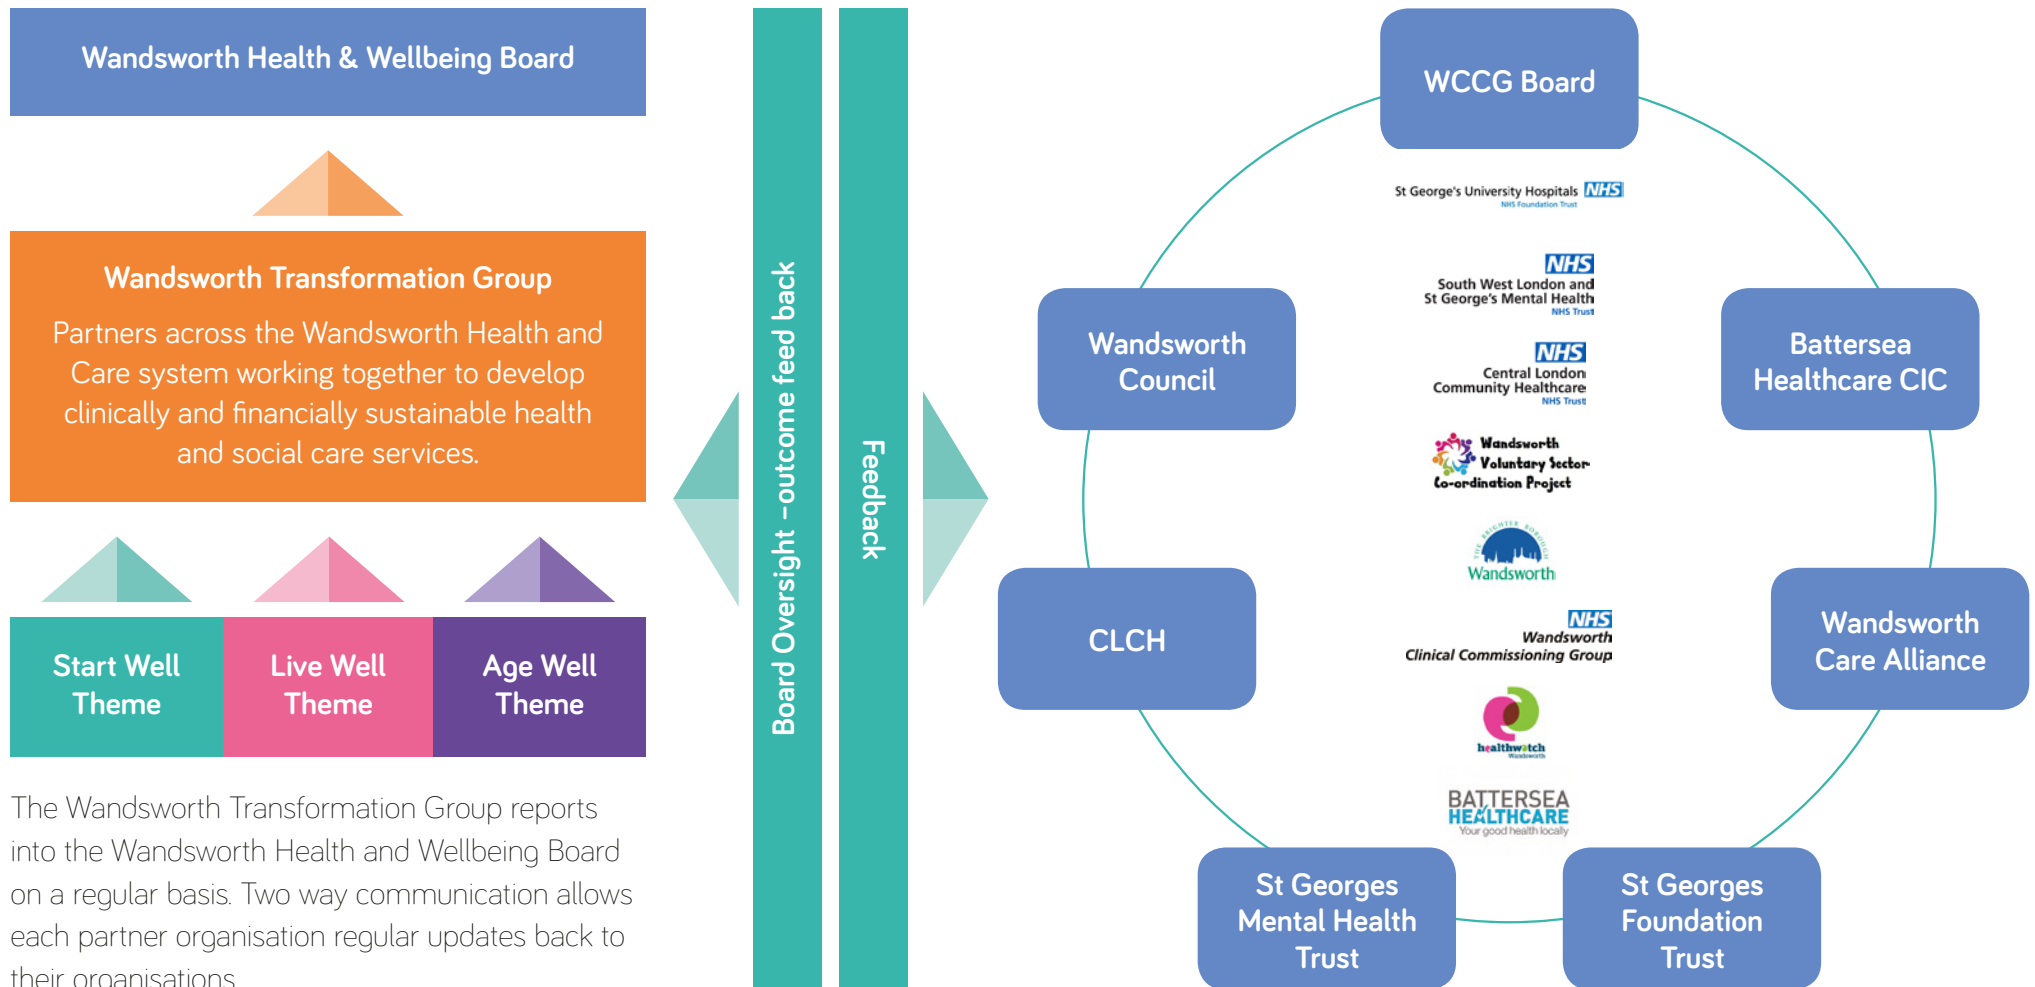 Wandsworth Health & Wellbeing Board
Wandsworth Transformation Group
Partners across the Wandsworth Health and
Care system working together to develop
clinically and financially sustainable health
and social care services.
Start Well
Theme
Live Well
Theme
Age Well
Theme
The Wandsworth Transformation Group reports
into the Wandsworth Health and Wellbeing Board
on a regular basis. Two way communication allows
each partner organisation regular updates back to
their organisations
Board Oversight –outcome feed back
Feedback
WCCG Board
Wandsworth
Council
Battersea
Healthcare CIC
CLCH
Wandsworth
Care Alliance
St Georges
Mental Health
Trust
St Georges
Foundation
Trust
St George's University Hospitals NHS
NHS Foundation Trust
NHS
South West London and
St George's Mental Health
NHS Trust
NHS
Central London
Community Healthcare
NHS Trust
Wandsworth
Voluntary Sector
Co-ordination Project
THE BRIGHTER BOROUGH
Wandsworth
NHS
Wandsworth
Clinical Commissioning Group
healthwatch
Wandsworth
BATTERSEA
HEALTHCARE
Your good health locally